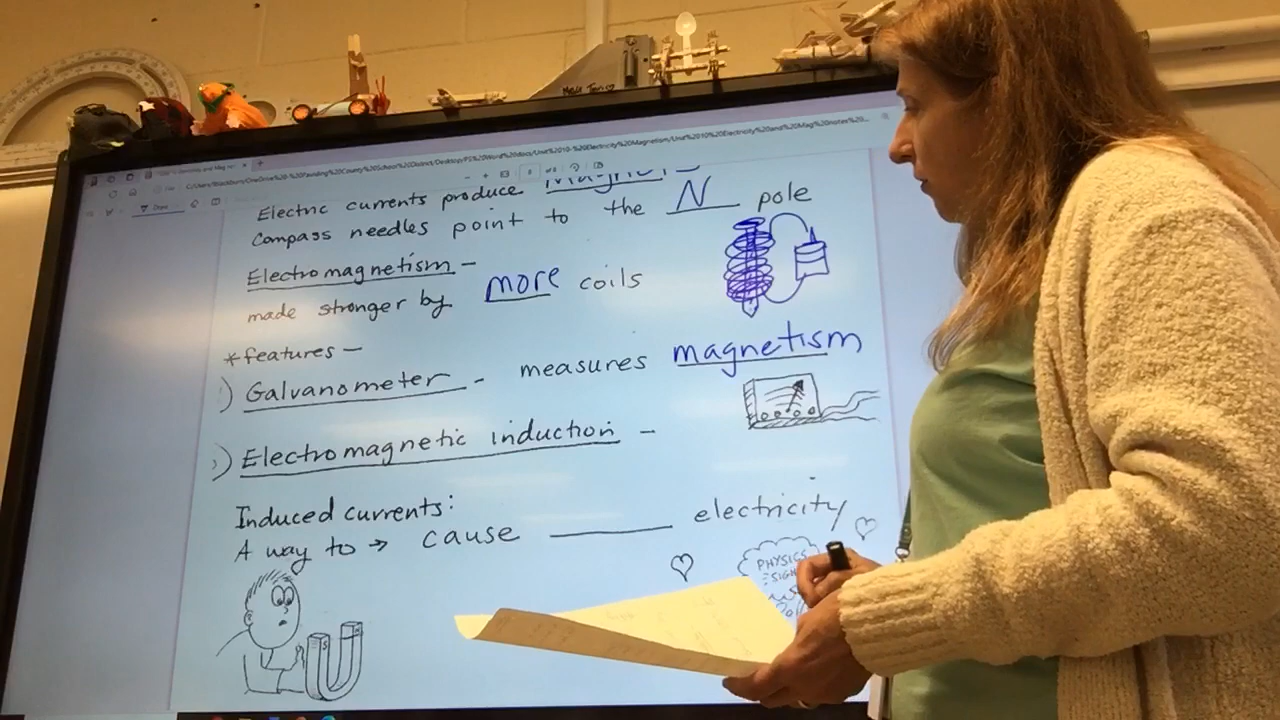 Electric currents produce
Compass needles point to the N pole
Electromagnetism -
made stronger by more coils
*features -
) Galvanometer - measures magnetism
) Electromagnetic induction -
Induced currents:
A way to → cause ______ electricity
PHYSICS